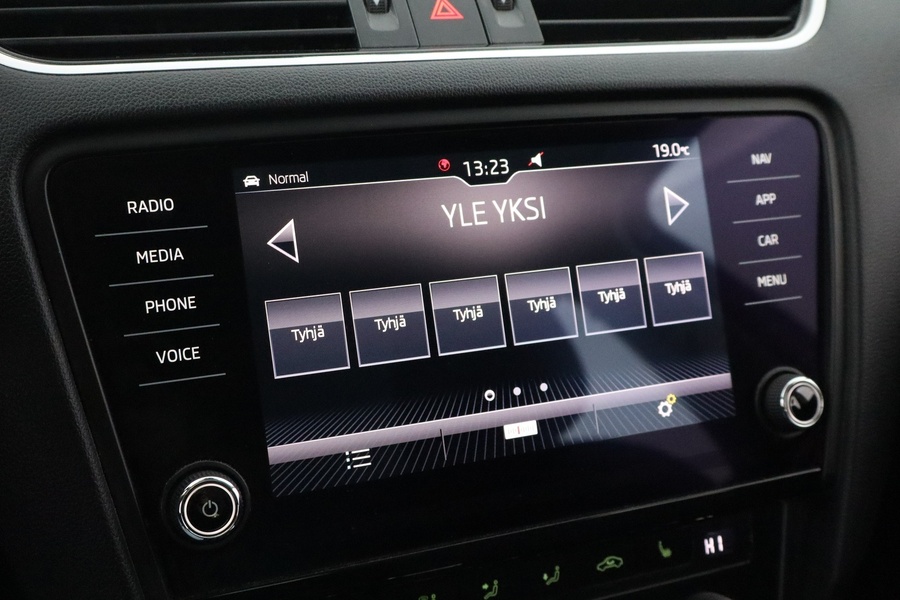 Normal
13:23
19.0°C
RADIO
MEDIA
PHONE
VOICE
YLE YKSI
Tyhjä
Tyhjä
Tyhjä
Tyhjä
Tyhjä
Tyhjä
NAV
APP
CAR
MENU
HI